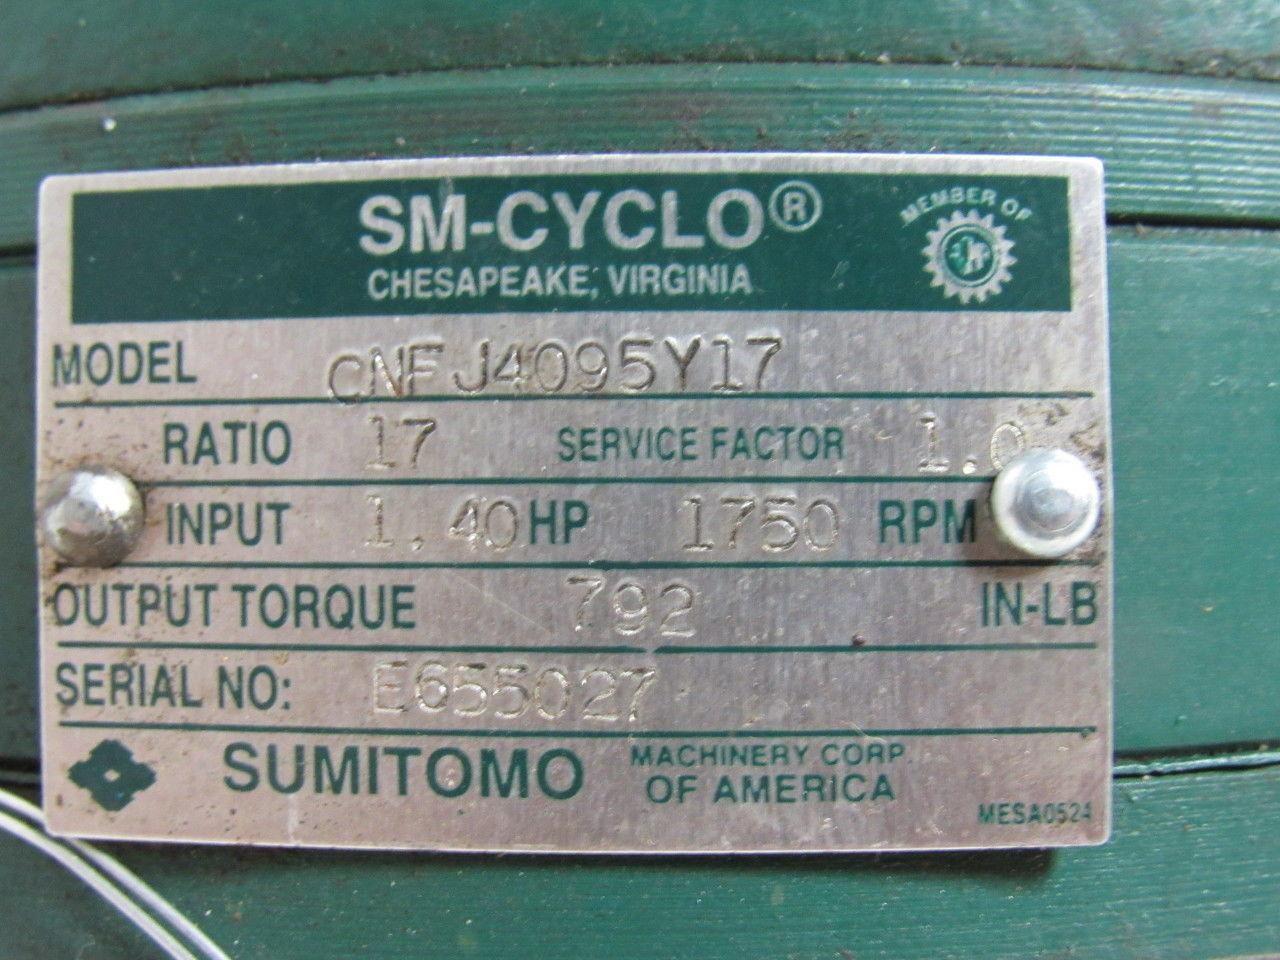 SM-CYCLO®
CHESAPEAKE, VIRGINIA
MEMBER OF
MODEL CNFJ4095Y17
RATIO 17 SERVICE FACTOR 1.0
INPUT 1.40 HP 1750 RPM
OUTPUT TORQUE 792 IN-LB
SERIAL NO: E655027
SUMITOMO MACHINERY CORP.
OF AMERICA
MESA0524